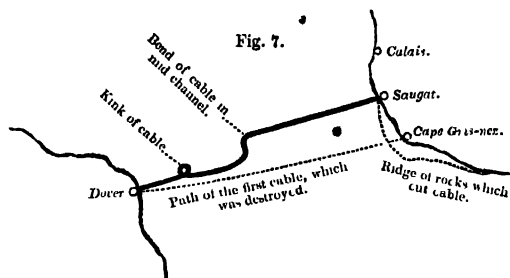 Fig. 7.
Calais.
Bend of cable in
mid channel.
Saugat.
Kink of cable
Cape Gris-nez.
Dover
Path of the first cable, which
was destroyed.
Ridge of rocks which
cut cable.